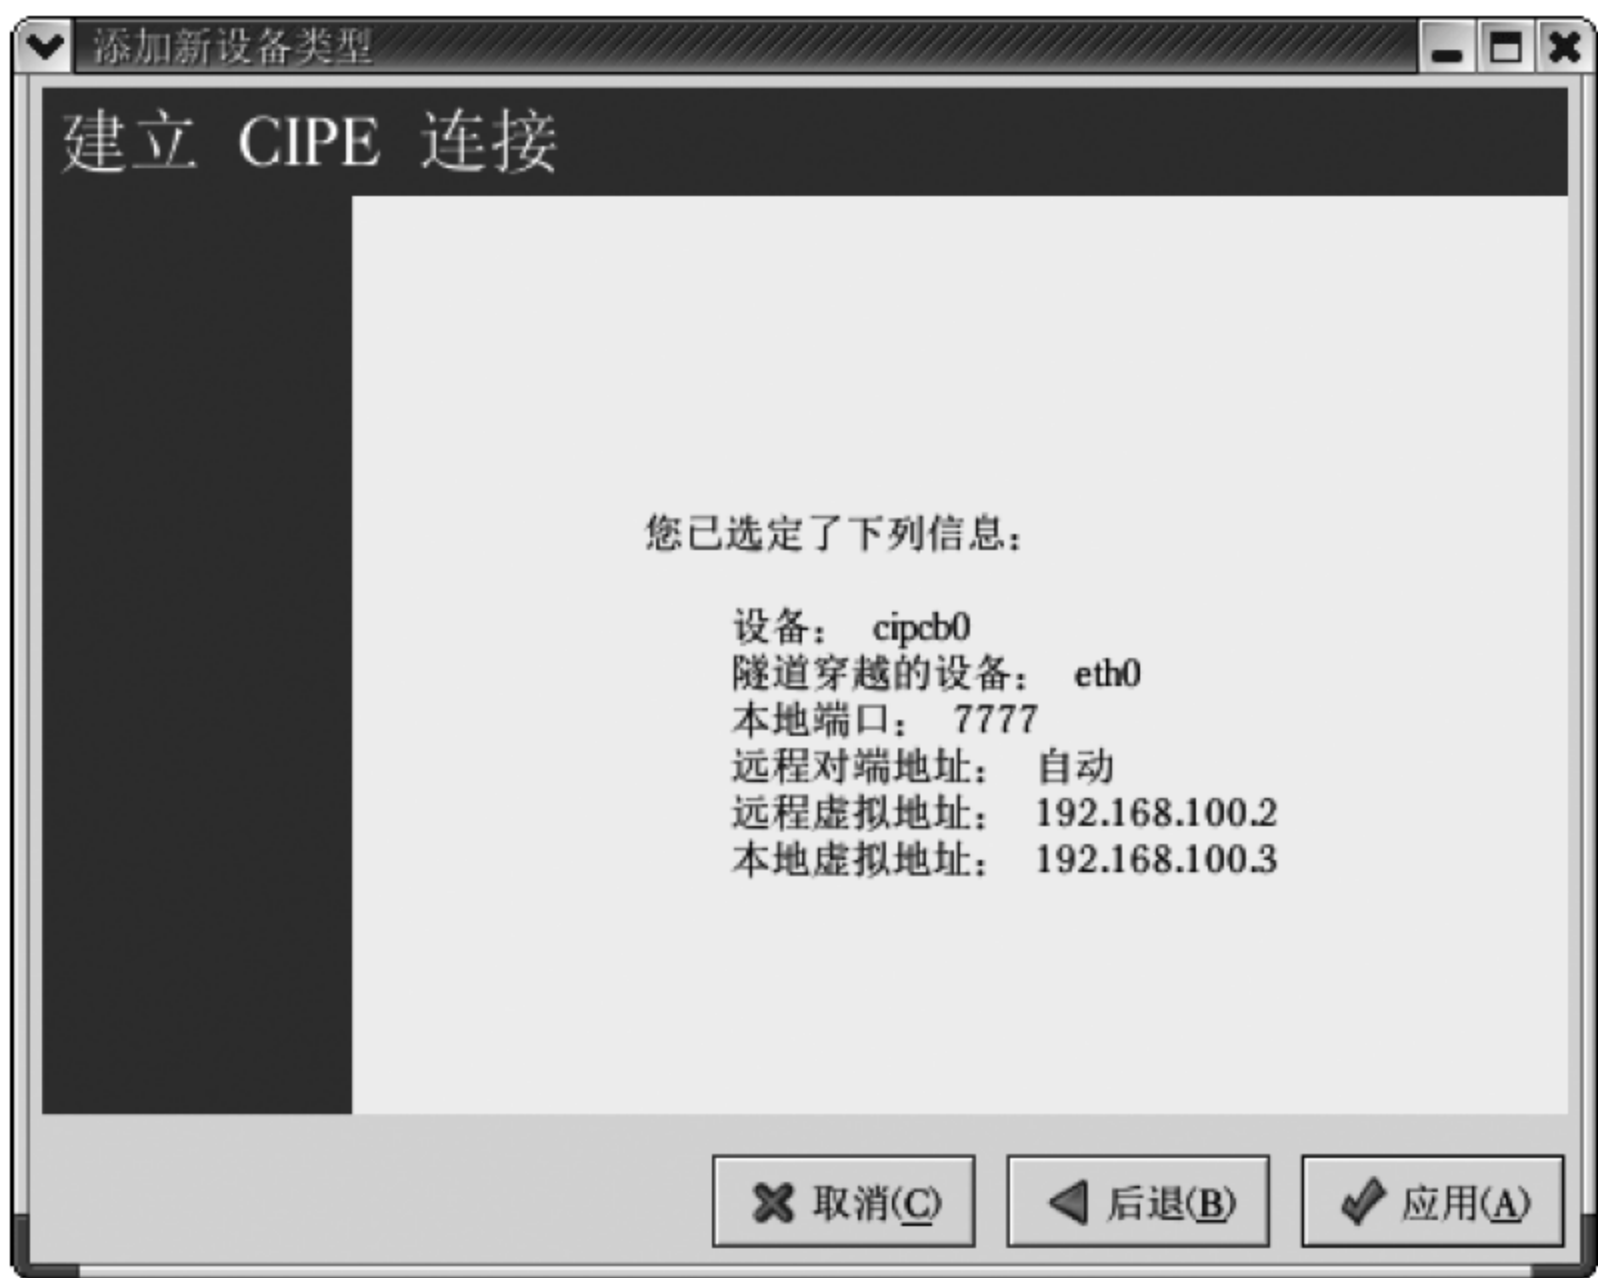 添加新设备类型
建立 CIPE 连接
您已选定了下列信息：
设备： cipcb0
隧道穿越的设备： eth0
本地端口： 7777
远程对端地址： 自动
远程虚拟地址： 192.168.100.2
本地虚拟地址： 192.168.100.3
取消(C) 后退(B) 应用(A)